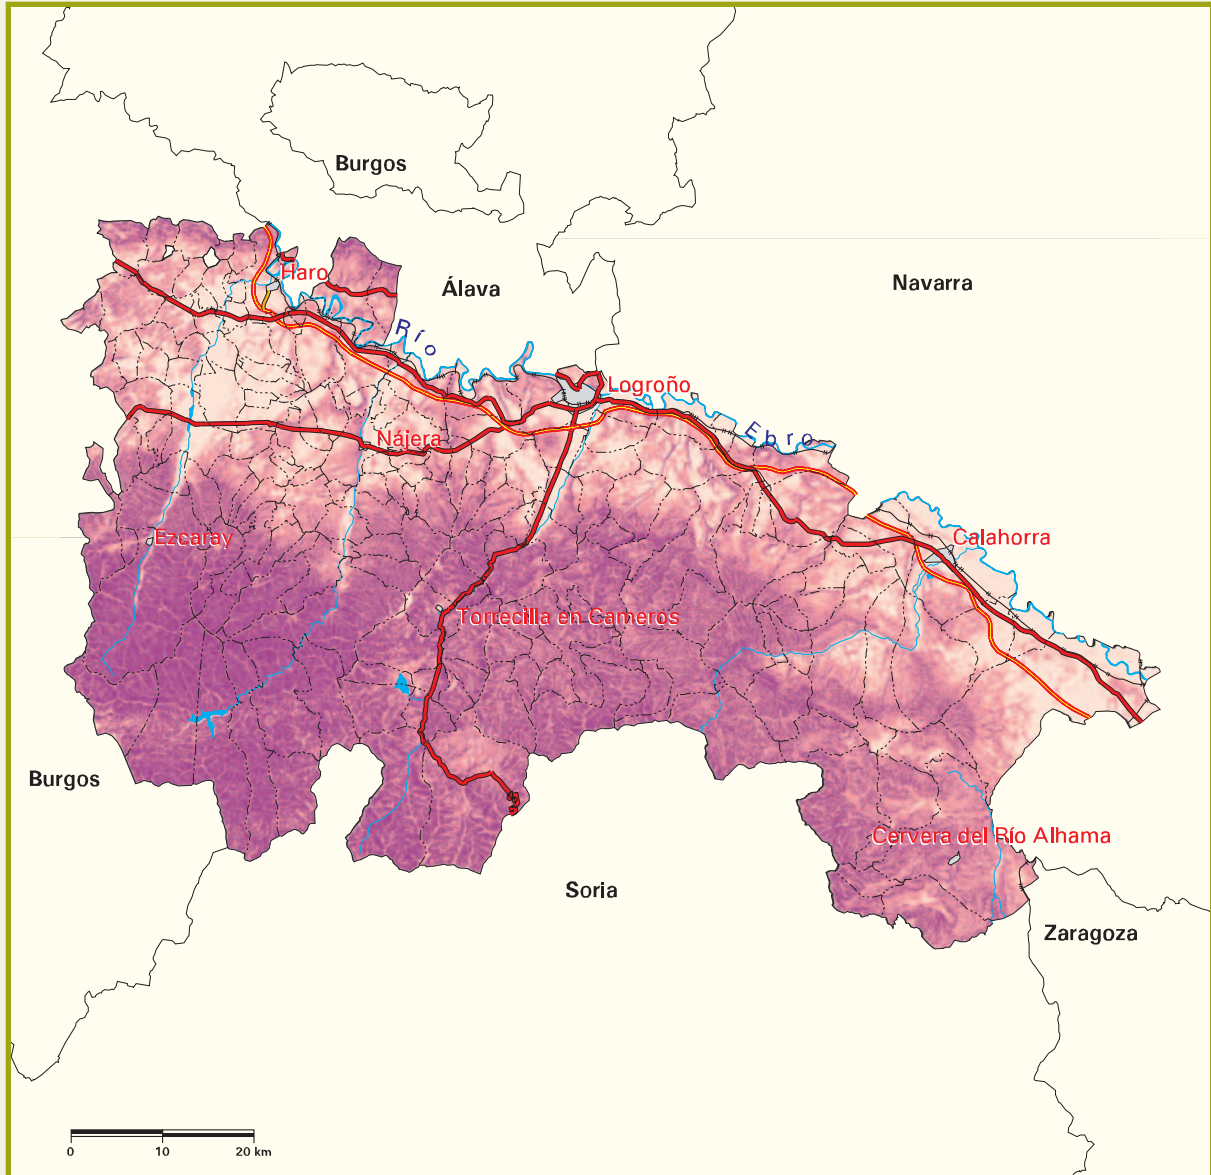 Burgos
Haro
Álava
Navarra
Río
Logroño
Nájera
Ebro
Ezcaray
Calahorra
Torrecilla en Cameros
Burgos
Cervera del Río Alhama
Soria
Zaragoza
0 10 20 km